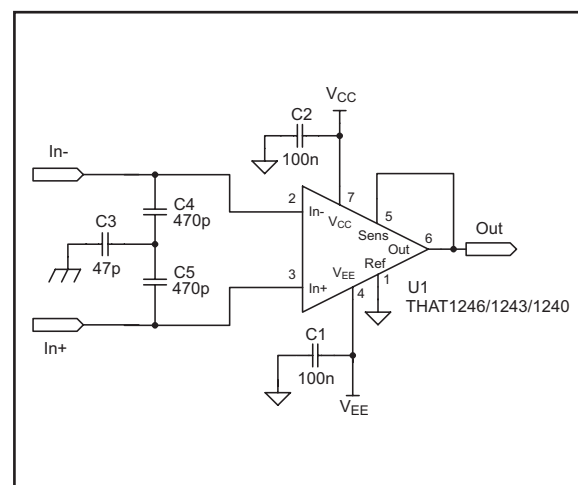 VCC
C2
100n
In-
C4
470p
C3
47p
C5
470p
In+
2
In-
7
VCC
5
Sens
Out
6
Out
VEE
Ref
3
In+
4
1
U1
THAT1246/1243/1240
C1
100n
VEE